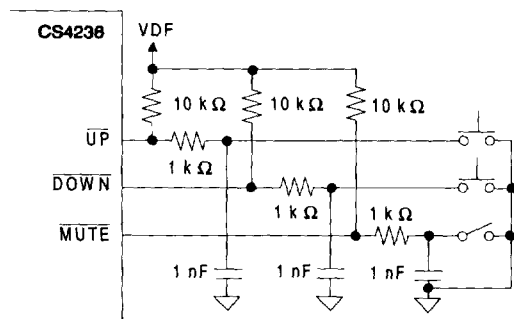 CS4236
VDF
10 kΩ 10 kΩ 10 kΩ
UP
1 kΩ
DOWN
1 kΩ 1 kΩ
MUTE
1 nF 1 nF 1 nF